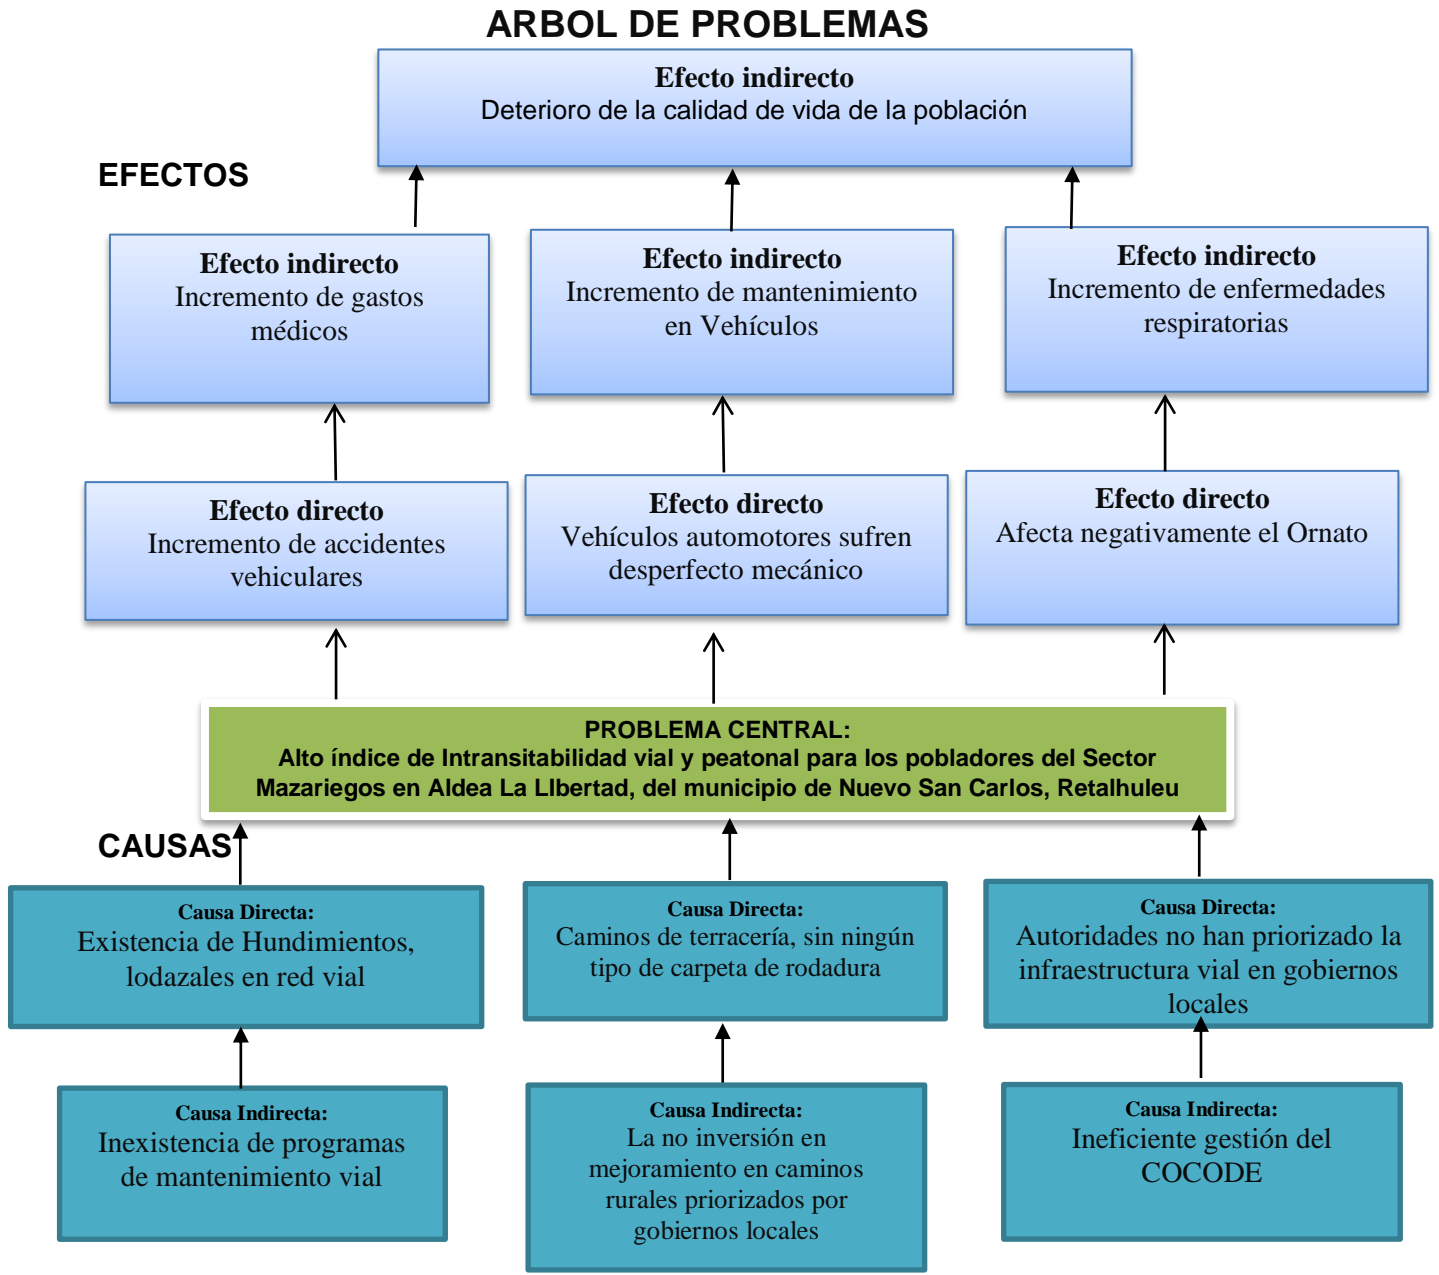 ARBOL DE PROBLEMAS
Efecto indirecto
Deterioro de la calidad de vida de la población
EFECTOS
Efecto indirecto
Incremento de gastos
médicos
Efecto indirecto
Incremento de mantenimiento
en Vehículos
Efecto indirecto
Incremento de enfermedades
respiratorias
Efecto directo
Incremento de accidentes
vehiculares
Efecto directo
Vehículos automotores sufren
desperfecto mecánico
Efecto directo
Afecta negativamente el Ornato
PROBLEMA CENTRAL:
Alto índice de Intransitabilidad vial y peatonal para los pobladores del Sector
Mazariegos en Aldea La LIbertad, del municipio de Nuevo San Carlos, Retalhuleu
CAUSAS
Causa Directa:
Existencia de Hundimientos,
lodazales en red vial
Causa Directa:
Caminos de terracería, sin ningún
tipo de carpeta de rodadura
Causa Directa:
Autoridades no han priorizado la
infraestructura vial en gobiernos
locales
Causa Indirecta:
Inexistencia de programas
de mantenimiento vial
Causa Indirecta:
La no inversión en
mejoramiento en caminos
rurales priorizados por
gobiernos locales
Causa Indirecta:
Ineficiente gestión del
COCODE